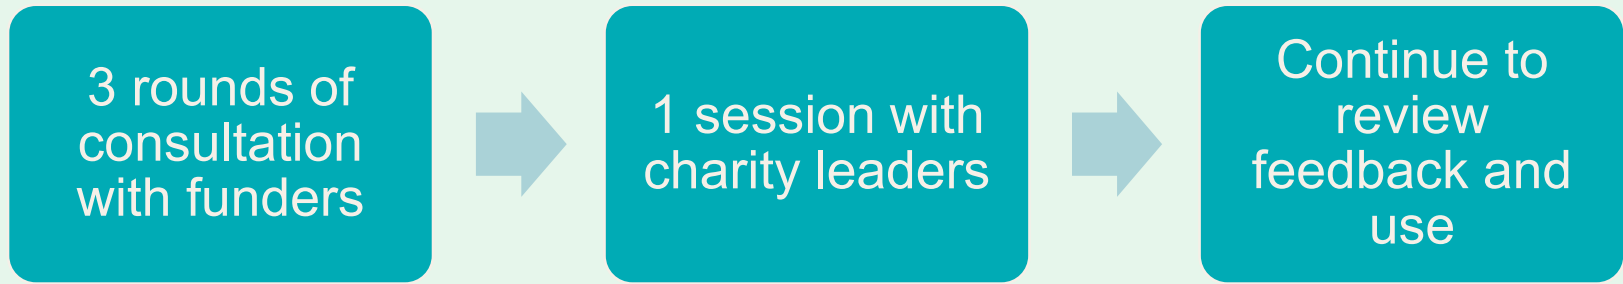 3 rounds of
consultation
with funders
1 session with
charity leaders
Continue to
review
feedback and
use